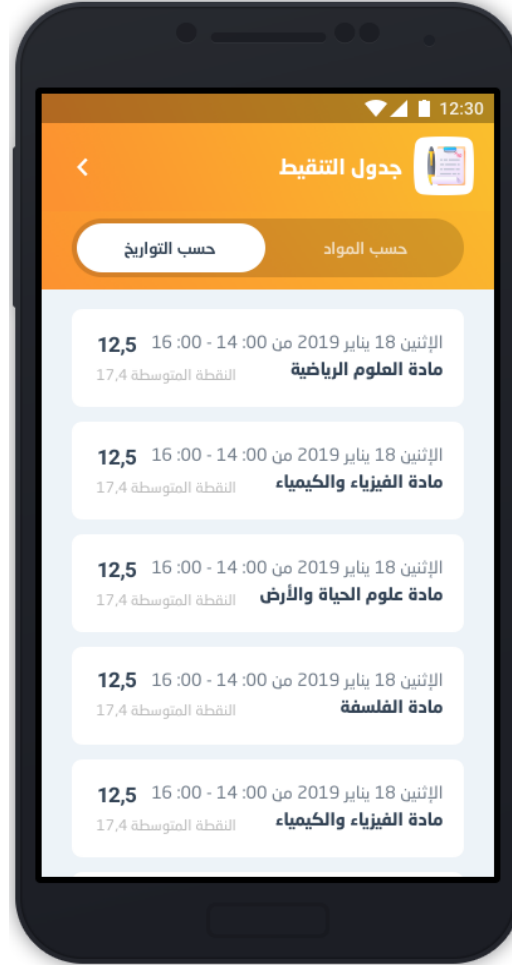 12:30
جدول التنقيط
حسب المواد
حسب التواريخ
الإثنين 18 يناير 2019 من 14:00 - 16:00 12,5
مادة العلوم الرياضية النقطة المتوسطة 17,4
الإثنين 18 يناير 2019 من 14:00 - 16:00 12,5
مادة الفيزياء والكيمياء النقطة المتوسطة 17,4
الإثنين 18 يناير 2019 من 14:00 - 16:00 12,5
مادة علوم الحياة والأرض النقطة المتوسطة 17,4
الإثنين 18 يناير 2019 من 14:00 - 16:00 12,5
مادة الفلسفة النقطة المتوسطة 17,4
الإثنين 18 يناير 2019 من 14:00 - 16:00 12,5
مادة الفيزياء والكيمياء النقطة المتوسطة 17,4